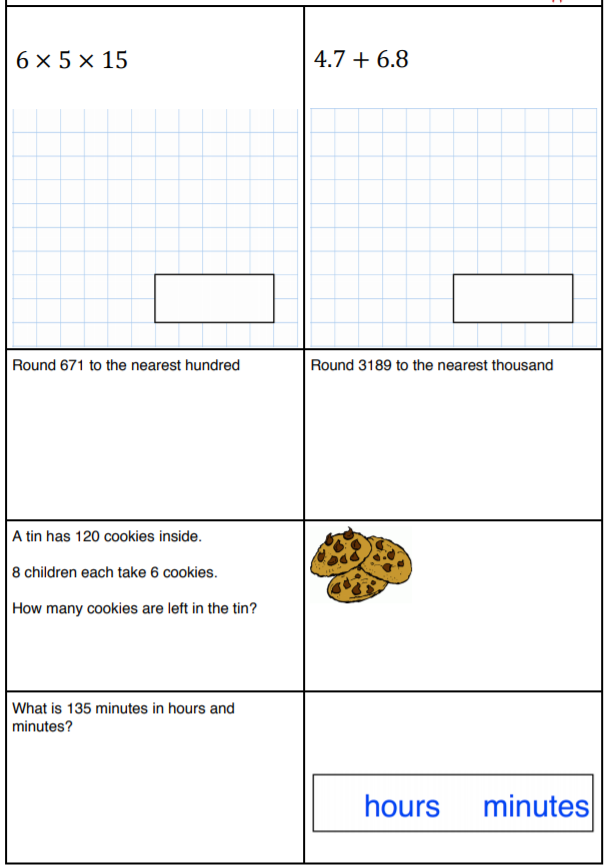 6 × 5 × 15
4.7 + 6.8
Round 671 to the nearest hundred
Round 3189 to the nearest thousand
A tin has 120 cookies inside.
8 children each take 6 cookies.
How many cookies are left in the tin?
What is 135 minutes in hours and
minutes?
hours minutes